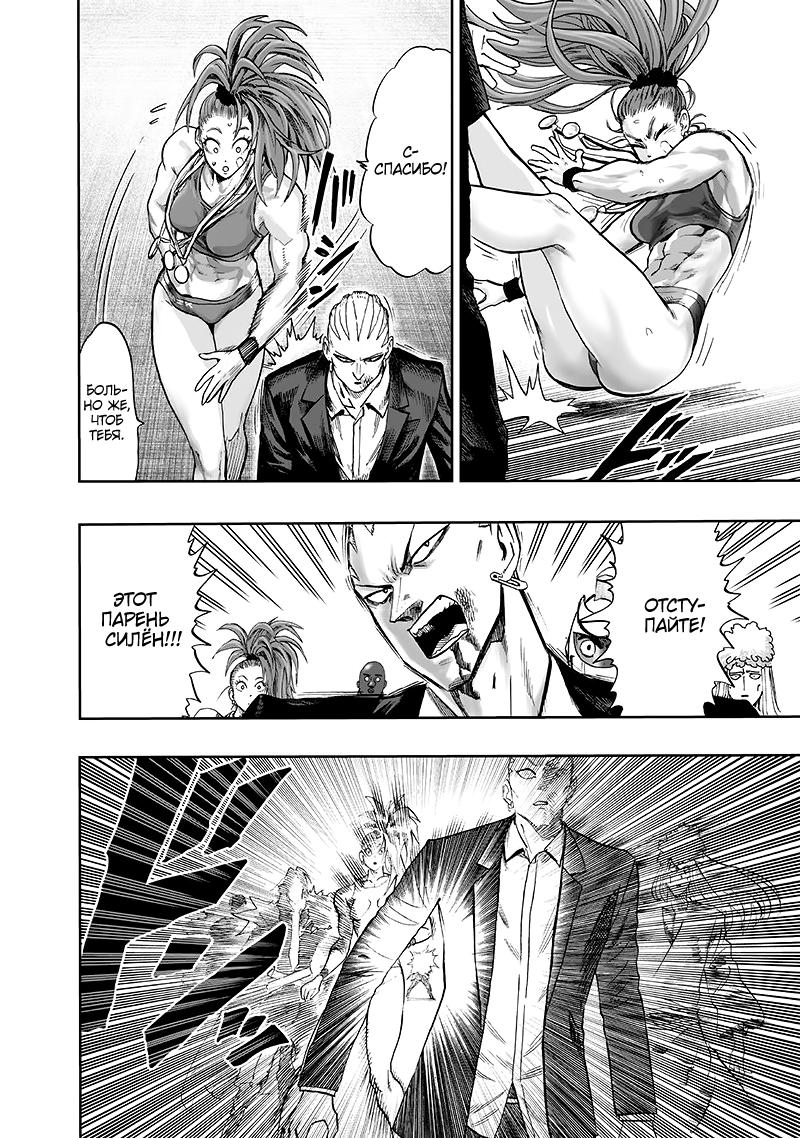 С-
СПАСИБО!
БОЛЬ-
НО ЖЕ,
ЧТОБ
ТЕБЯ.
ОТСТУ-
ПАЙТЕ!
ЭТОТ
ПАРЕНЬ
СИЛЁН!!!